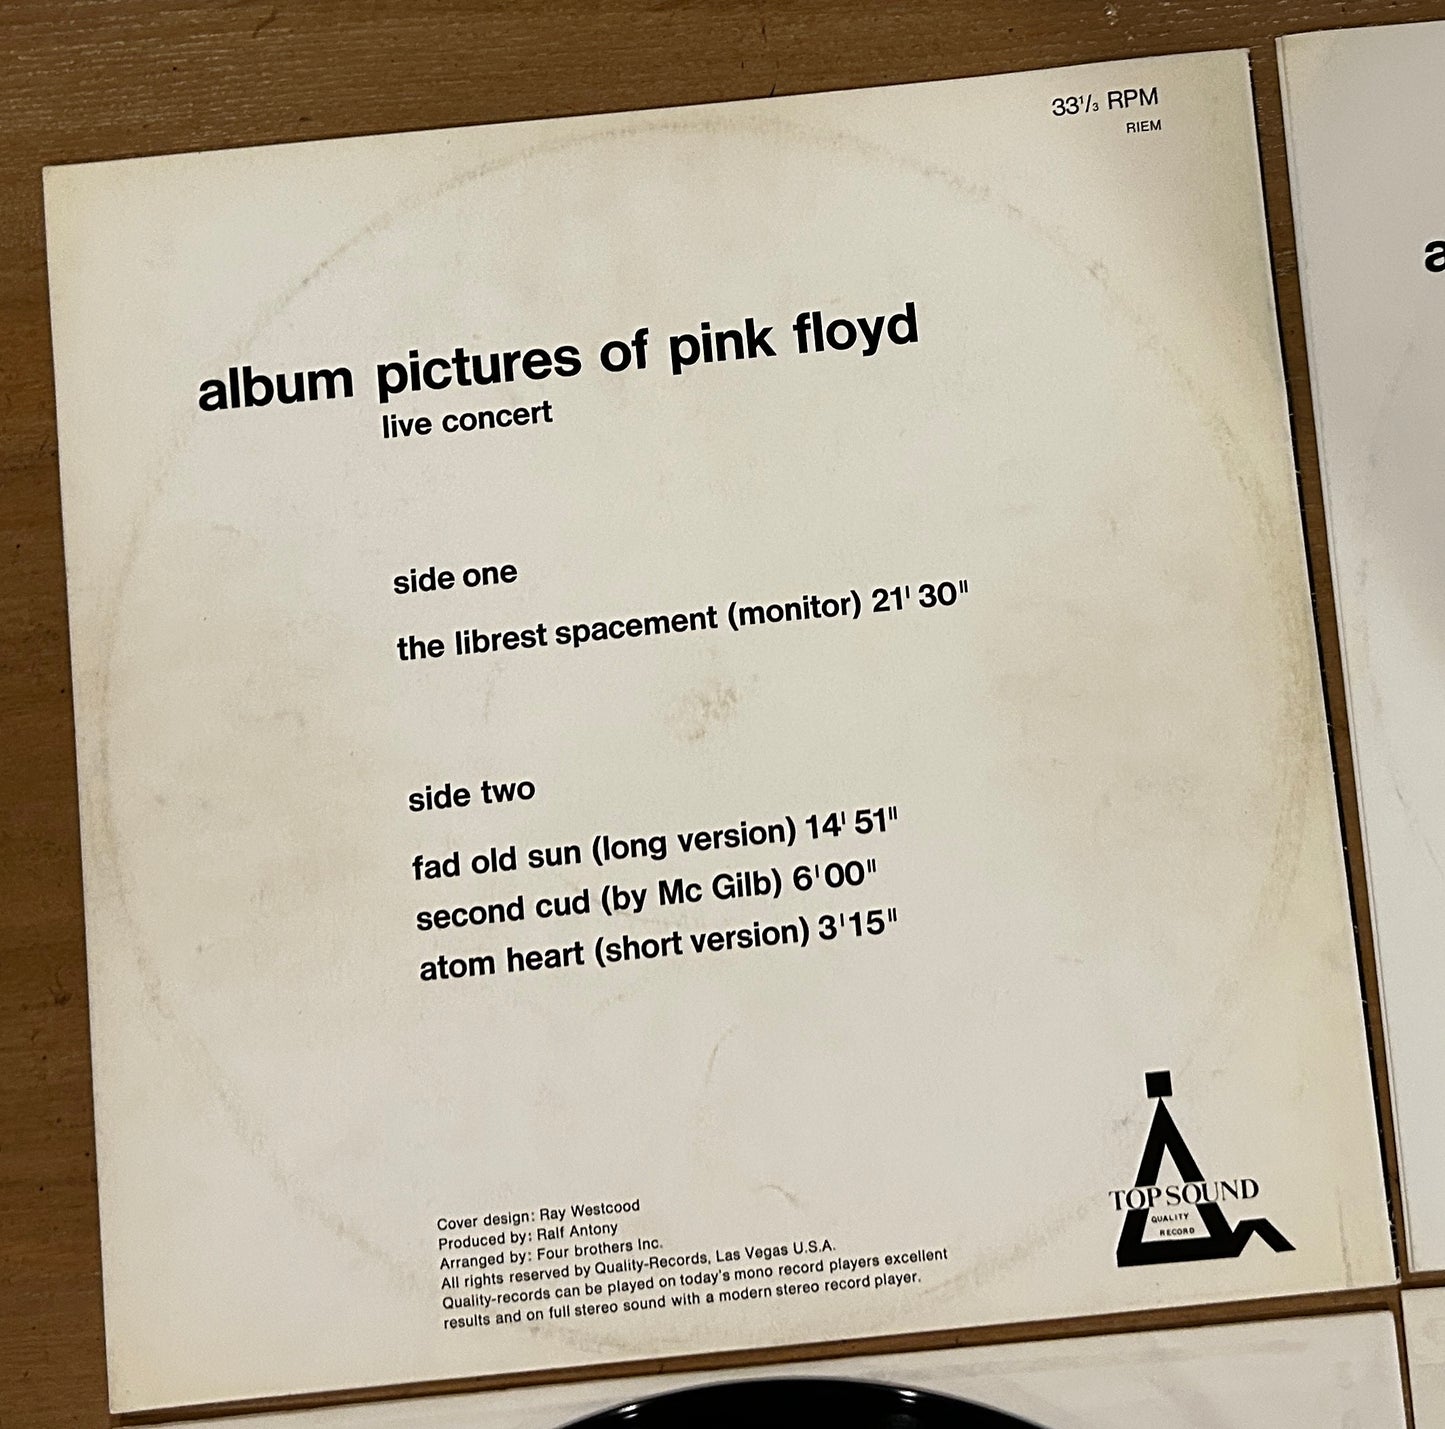 33¹/₃ RPM
RIEM
album pictures of pink floyd
live concert
side one
the librest spacement (monitor) 21' 30"
side two
fad old sun (long version) 14' 51"
second cud (by Mc Gilb) 6'00"
atom heart (short version) 3'15"
Cover design: Ray Westcood
Produced by: Ralf Antony
Arranged by: Four brothers Inc.
All rights reserved by Quality-Records, Las Vegas U.S.A.
Quality-records can be played on today's mono record players excellent
results and on full stereo sound with a modern stereo record player.
TOP SOUND
QUALITY
RECORD
a